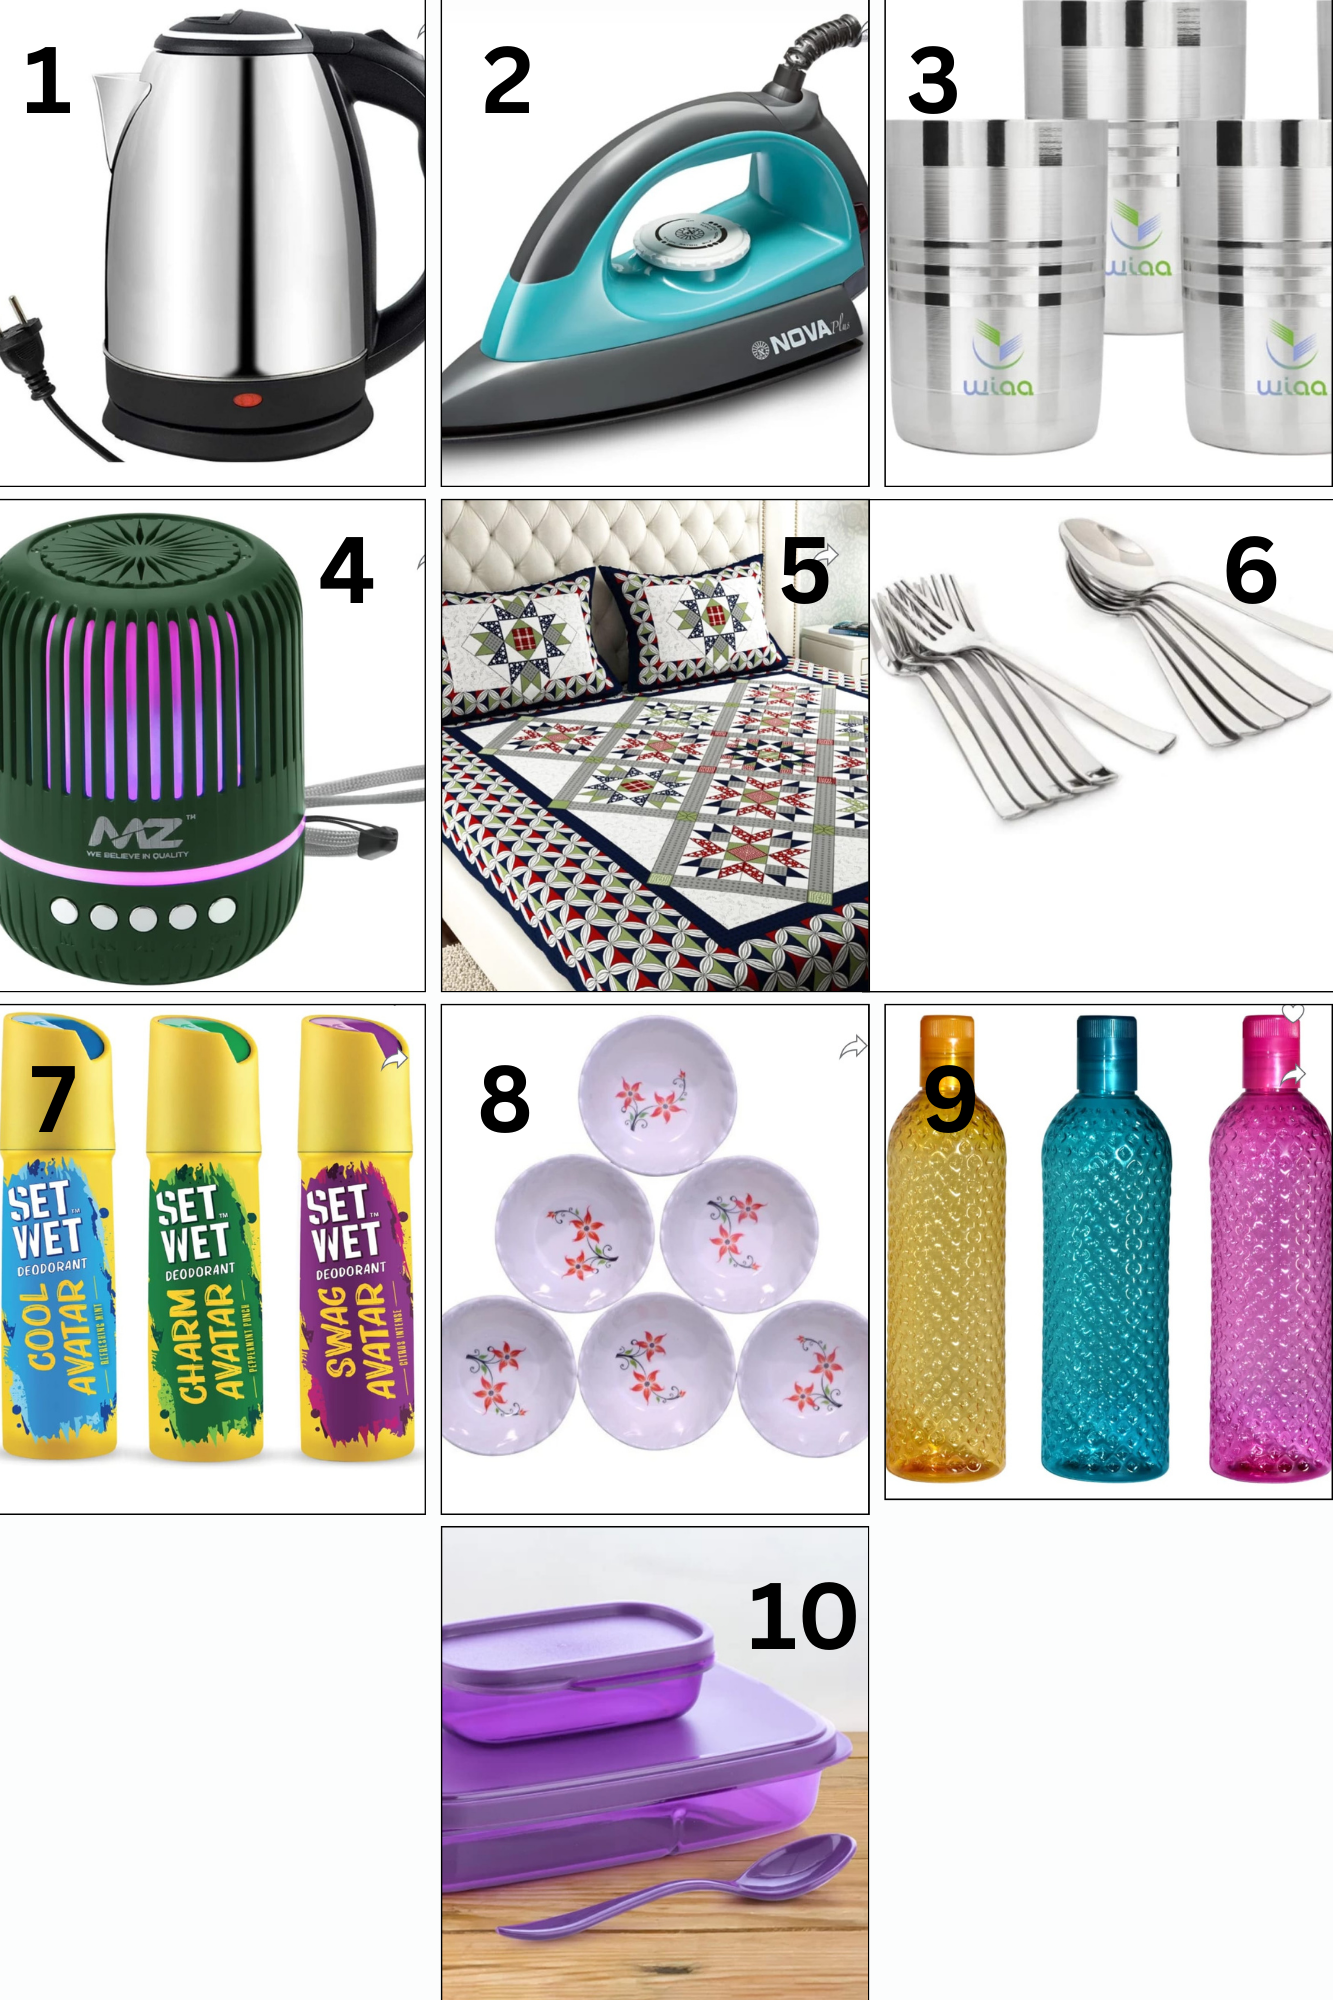 1
2
NOVA Plus
3
wiaa
wiaa
wiaa
4
MZ™
WE BELIEVE IN QUALITY
5
6
7
SET
WET™
DEODORANT
COOL
AVATAR
REFRESHING MINT
SET
WET™
DEODORANT
CHARM
AVATAR
PEPPERMINT PUNCH
SET
WET™
DEODORANT
SWAG
AVATAR
CITRUS INTENSE
8
9
10